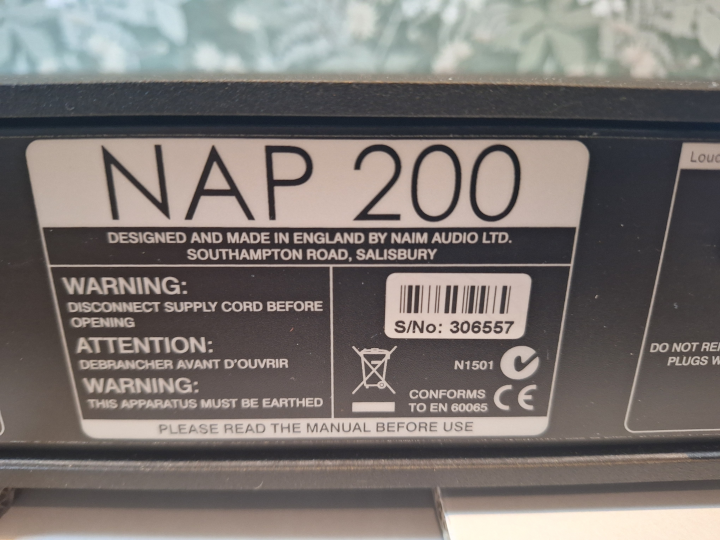 NAP 200
DESIGNED AND MADE IN ENGLAND BY NAIM AUDIO LTD.
SOUTHAMPTON ROAD, SALISBURY
WARNING:
DISCONNECT SUPPLY CORD BEFORE
OPENING
ATTENTION:
DEBRANCHER AVANT D'OUVRIR
WARNING:
THIS APPARATUS MUST BE EARTHED
S/No: 306557
N1501
CONFORMS
TO EN 60065
CE
PLEASE READ THE MANUAL BEFORE USE
DO NOT
PLUGS